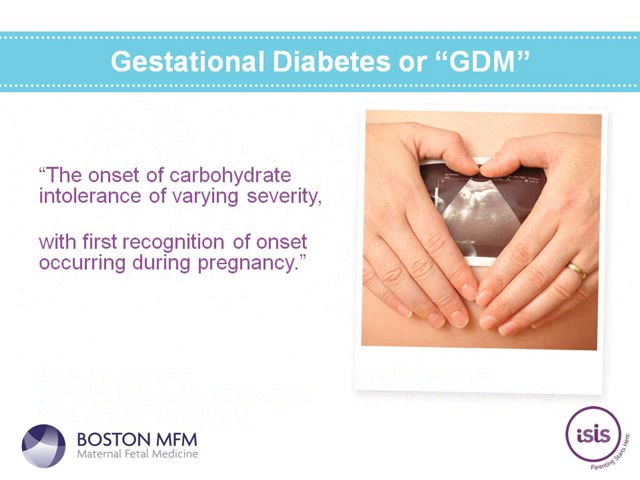 Gestational Diabetes or “GDM”
“The onset of carbohydrate
intolerance of varying severity,
with first recognition of onset
occurring during pregnancy.”
BOSTON MFM
Maternal Fetal Medicine
isis
Parenting Starts Here.